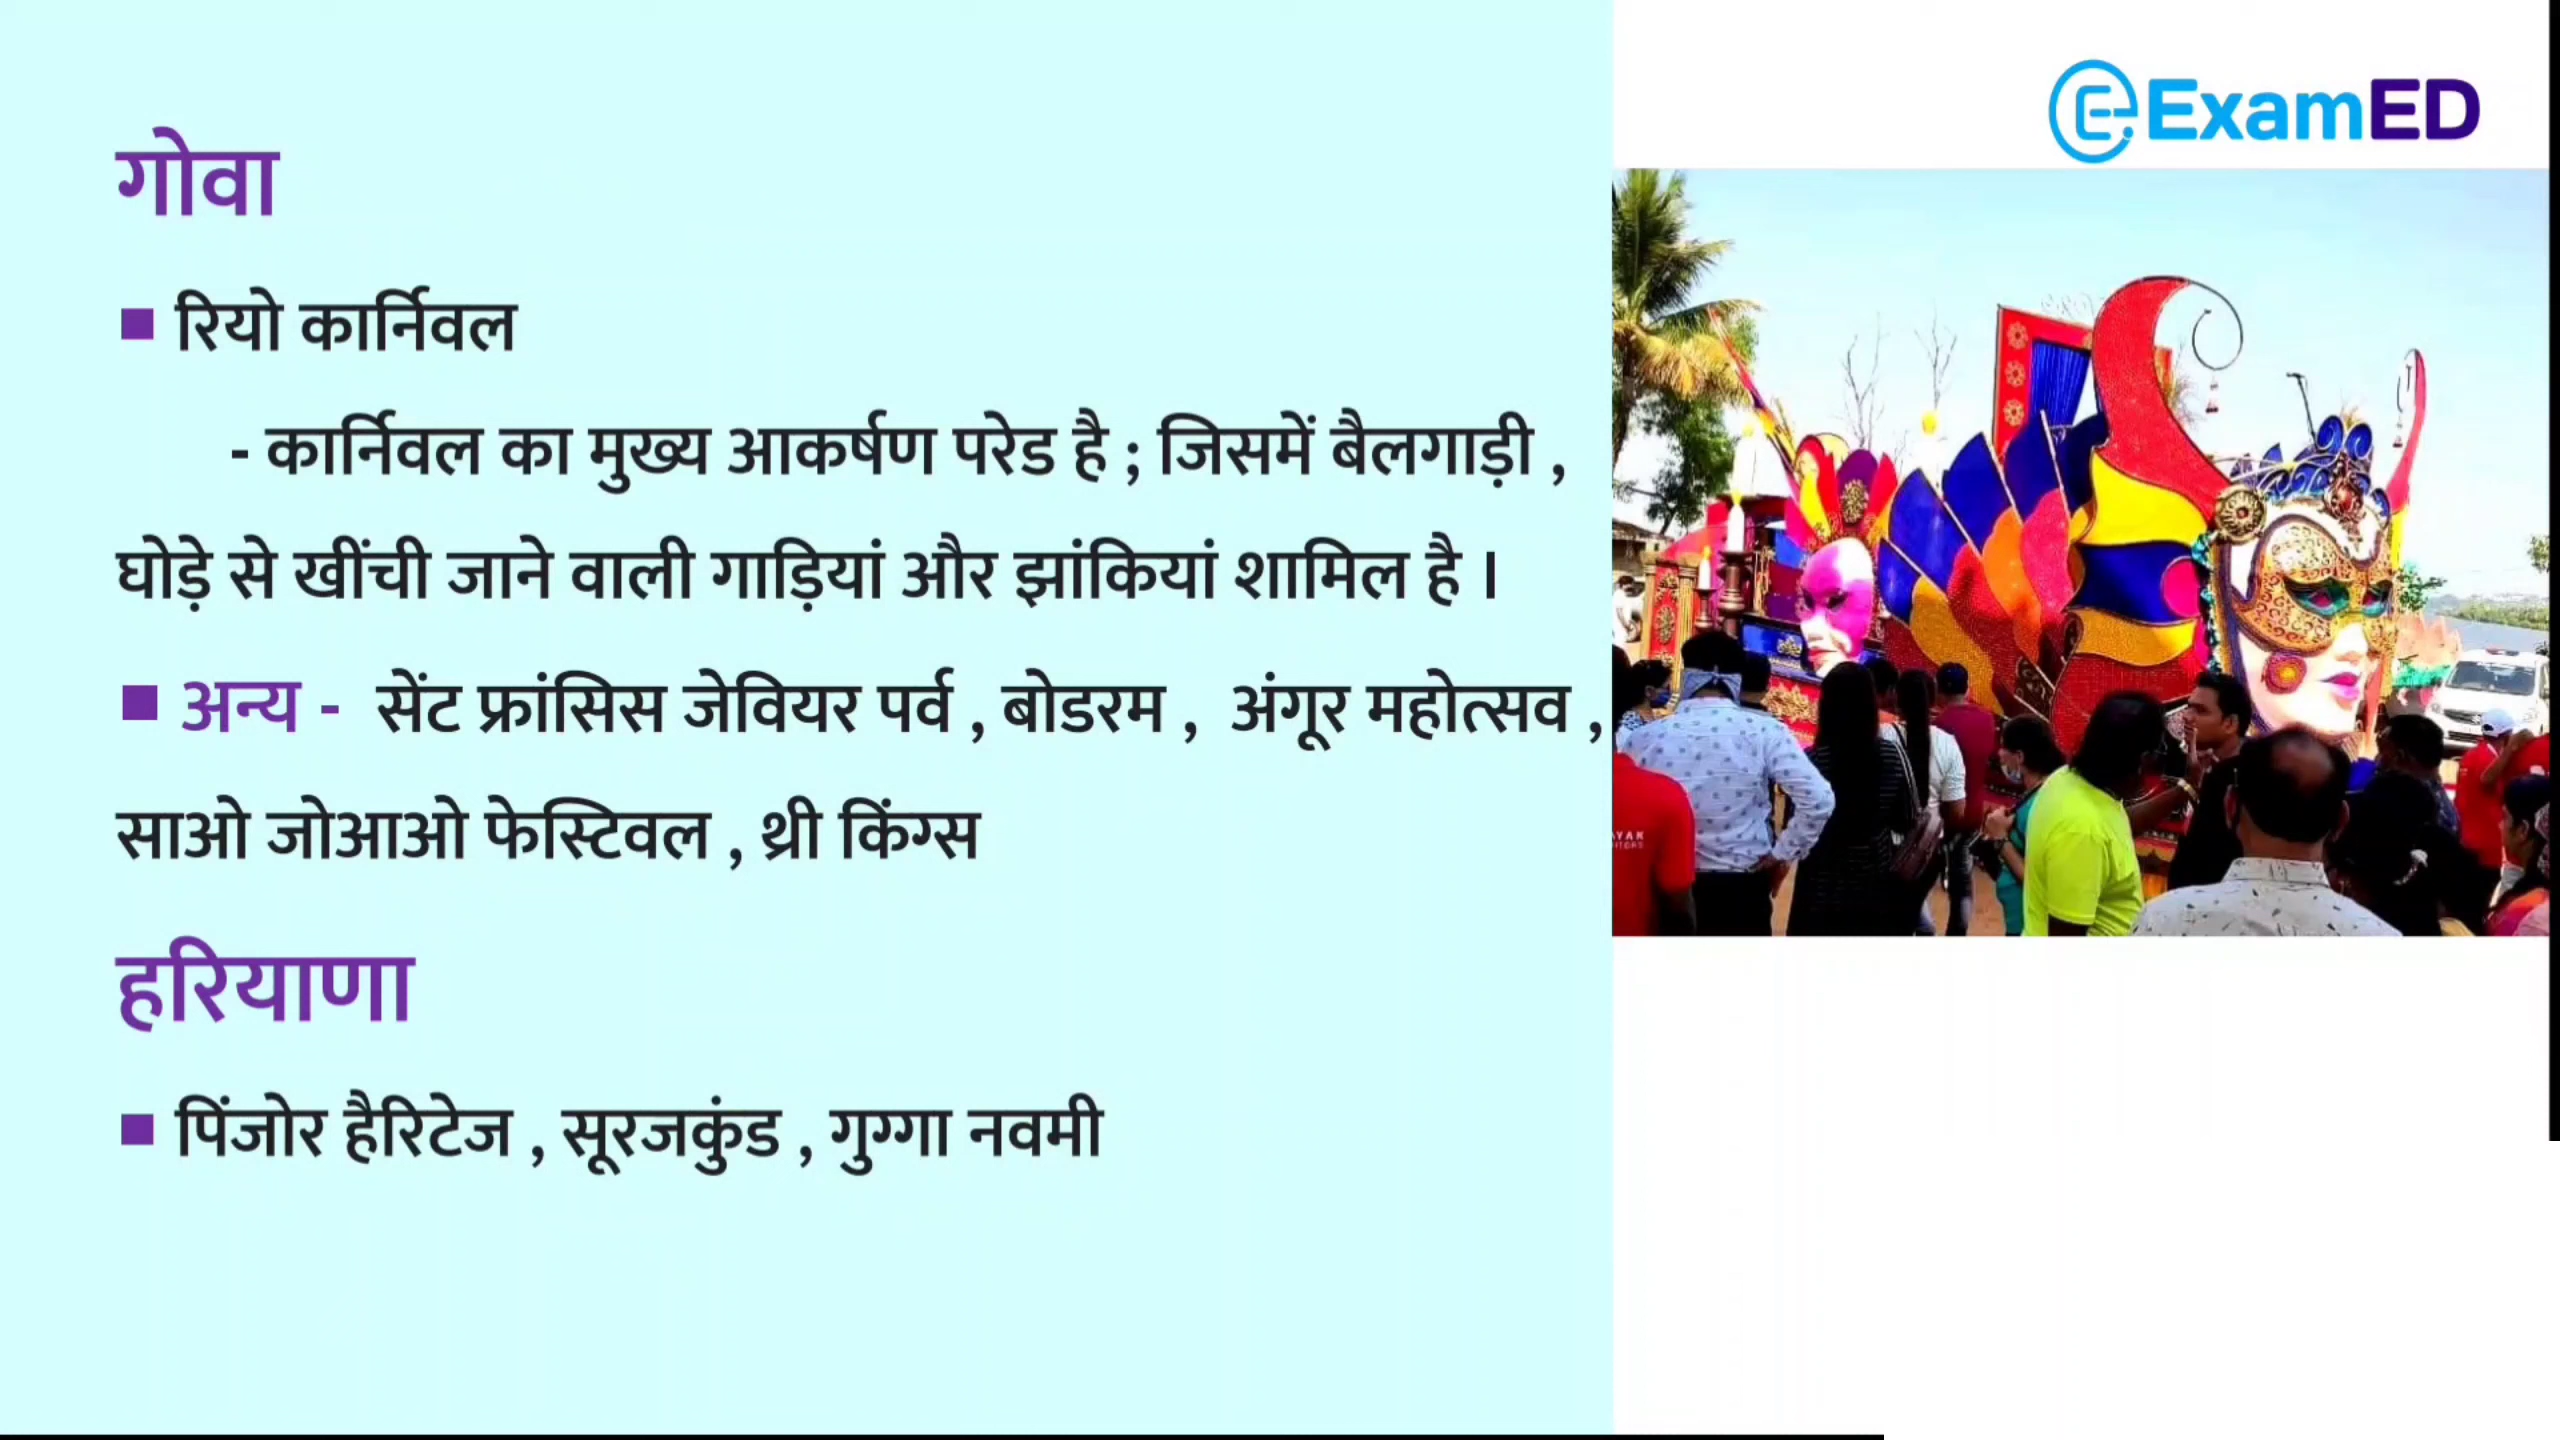 ExamED
गोवा
■ रियो कार्निवल
- कार्निवल का मुख्य आकर्षण परेड है ; जिसमें बैलगाड़ी ,
घोड़े से खींची जाने वाली गाड़ियां और झांकियां शामिल है ।
■ अन्य - सेंट फ्रांसिस जेवियर पर्व , बोडरम , अंगूर महोत्सव ,
साओ जोआओ फेस्टिवल , थ्री किंग्स
हरियाणा
■ पिंजोर हैरिटेज , सूरजकुंड , गुग्गा नवमी